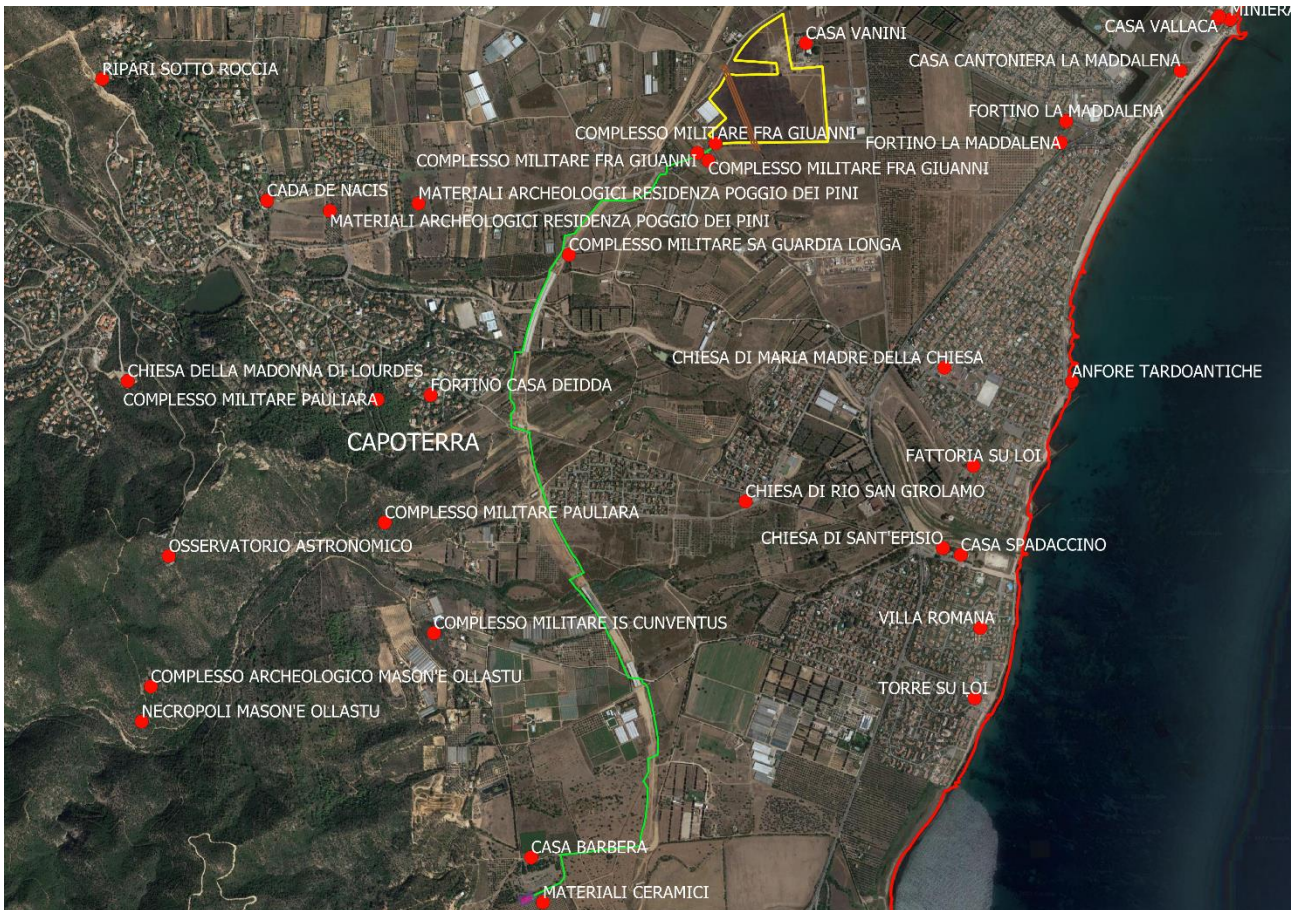 MINIERA
CASA VALLACA
CASA VANINI
CASA CANTONIERA LA MADDALENA
RIPARI SOTTO ROCCIA
FORTINO LA MADDALENA
COMPLESSO MILITARE FRA GIUANNI
FORTINO LA MADDALENA
COMPLESSO MILITARE FRA GIUANNI
COMPLESSO MILITARE FRA GIUANNI
CADA DE NACIS
MATERIALI ARCHEOLOGICI RESIDENZA POGGIO DEI PINI
MATERIALI ARCHEOLOGICI RESIDENZA POGGIO DEI PINI
COMPLESSO MILITARE SA GUARDIA LONGA
CHIESA DI MARIA MADRE DELLA CHIESA
CHIESA DELLA MADONNA DI LOURDES
ANFORE TARDOANTICHE
FORTINO CASA DEIDDA
COMPLESSO MILITARE PAULIARA
CAPOTERRA
FATTORIA SU LOI
CHIESA DI RIO SAN GIROLAMO
COMPLESSO MILITARE PAULIARA
CHIESA DI SANT'EFISIO
OSSERVATORIO ASTRONOMICO
CASA SPADACCINO
VILLA ROMANA
COMPLESSO MILITARE IS CUNVENTUS
COMPLESSO ARCHEOLOGICO MASON'E OLLASTU
TORRE SU LOI
NECROPOLI MASON'E OLLASTU
CASA BARBERA
MATERIALI CERAMICI